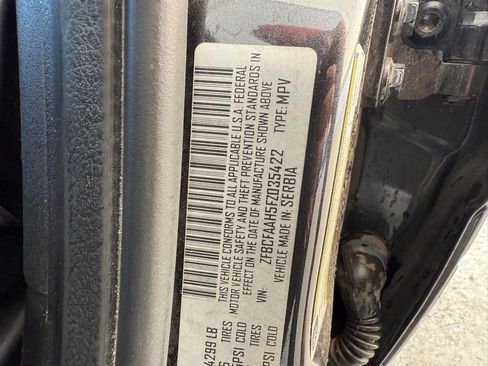 4299 LB
THIS VEHICLE CONFORMS TO ALL APPLICABLE U.S.A. FEDERAL
MOTOR VEHICLE SAFETY AND THEFT PREVENTION STANDARDS IN
EFFECT ON THE DATE OF MANUFACTURE SHOWN ABOVE
VIN: ZFBCFAAH5FZ035422 TYPE: MPV
VEHICLE MADE IN: SERBIA
TIRES
PSI COLD
TIRES
PSI COLD